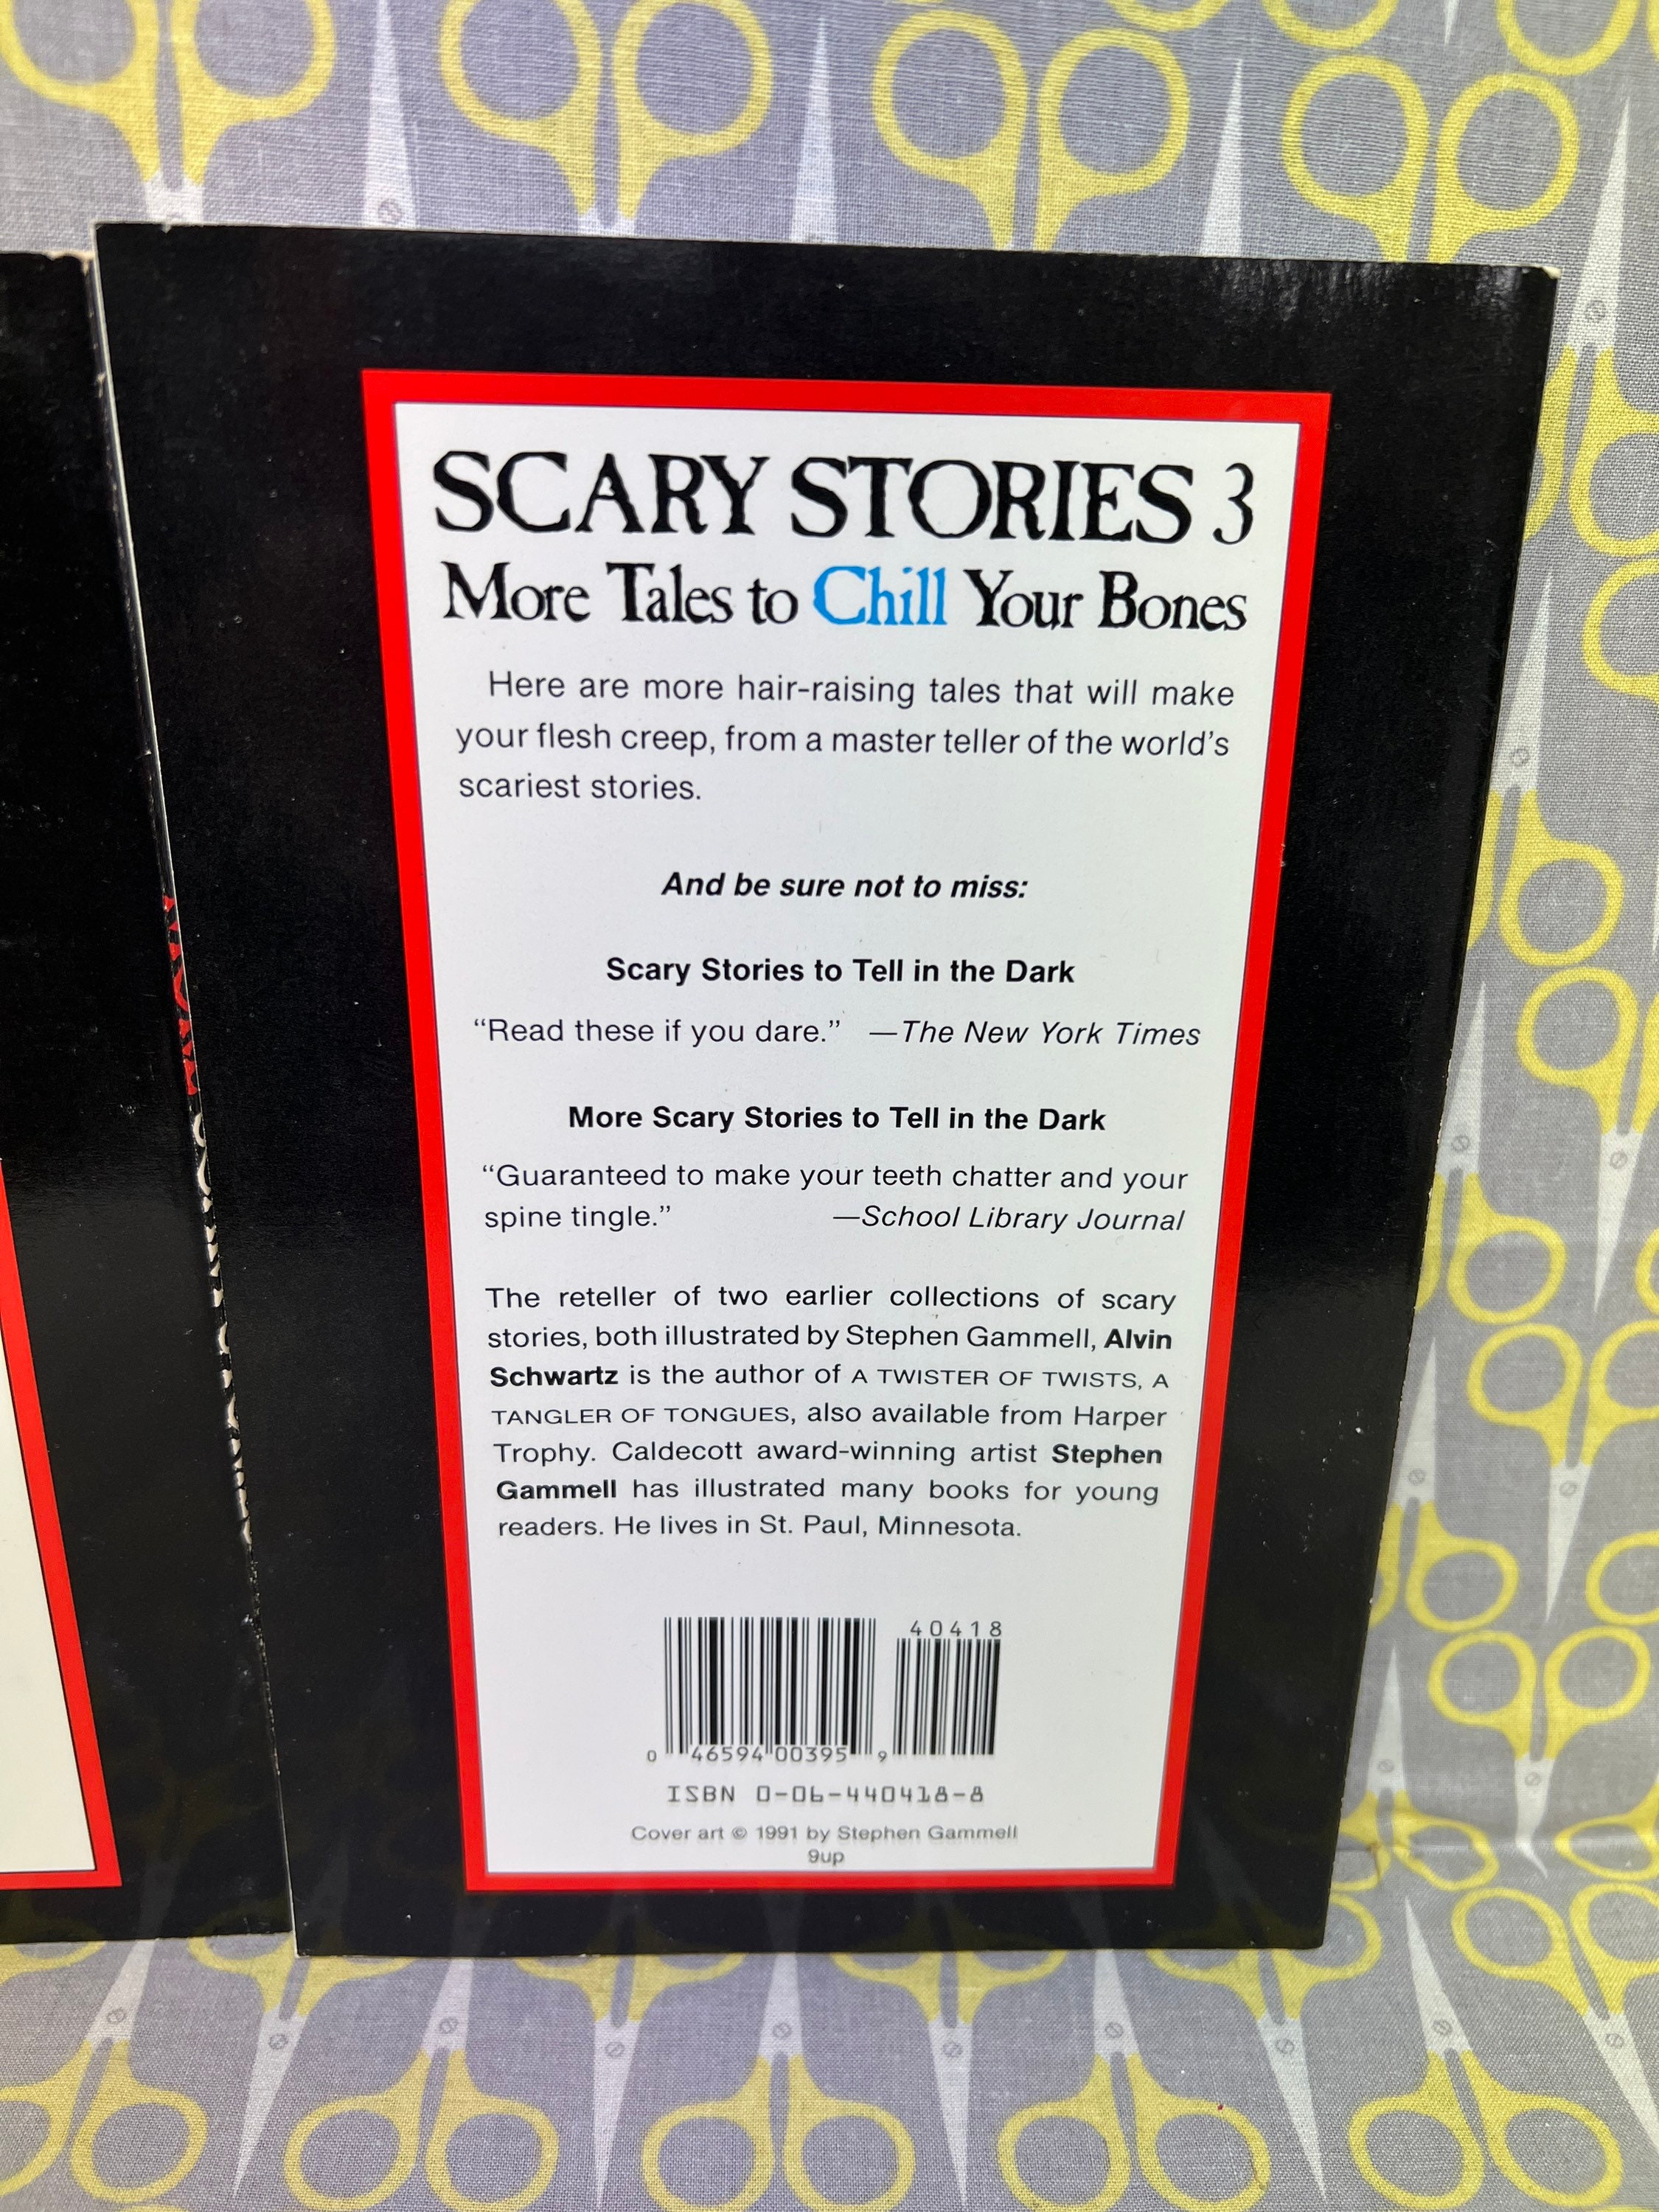 SCARY STORIES 3
More Tales to Chill Your Bones
Here are more hair-raising tales that will make
your flesh creep, from a master teller of the world's
scariest stories.
And be sure not to miss:
Scary Stories to Tell in the Dark
“Read these if you dare.” —The New York Times
More Scary Stories to Tell in the Dark
“Guaranteed to make your teeth chatter and your
spine tingle.” —School Library Journal
The reteller of two earlier collections of scary
stories, both illustrated by Stephen Gammell, Alvin
Schwartz is the author of A TWISTER OF TWISTS, A
TANGLER OF TONGUES, also available from Harper
Trophy. Caldecott award-winning artist Stephen
Gammell has illustrated many books for young
readers. He lives in St. Paul, Minnesota.
40418
0 46594 00395 9
ISBN 0-06-440418-8
Cover art © 1991 by Stephen Gammell
9up